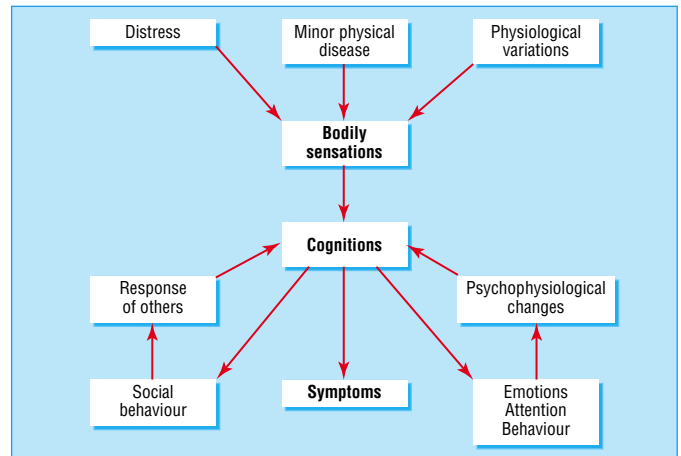 Distress
Minor physical
disease
Physiological
variations
Bodily
sensations
Cognitions
Response
of others
Psychophysiological
changes
Social
behaviour
Symptoms
Emotions
Attention
Behaviour